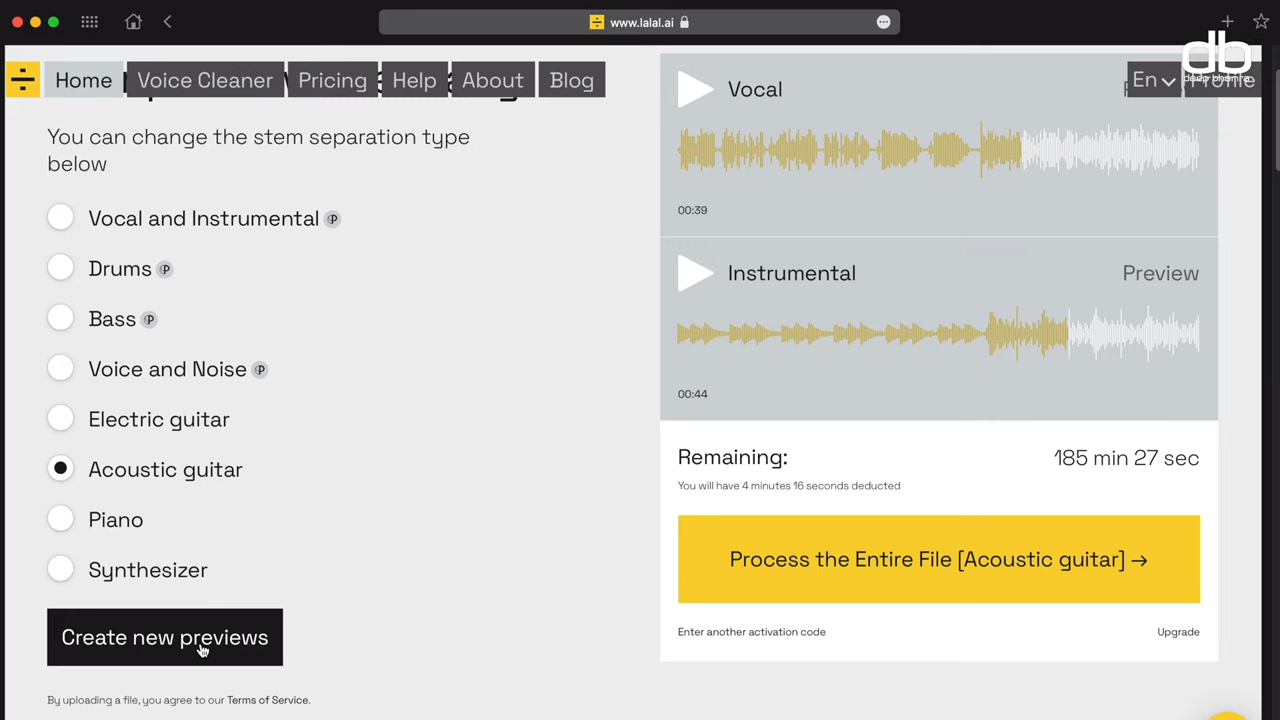 www.lalal.ai
db
Home
Voice Cleaner
Pricing
Help
About
Blog
En
Profile
You can change the stem separation type
below
Vocal and Instrumental
Drums
Bass
Voice and Noise
Electric guitar
Acoustic guitar
Piano
Synthesizer
Create new previews
By uploading a file, you agree to our Terms of Service.
Vocal
00:39
Instrumental
Preview
00:44
Remaining:
185 min 27 sec
You will have 4 minutes 16 seconds deducted
Process the Entire File [Acoustic guitar] →
Enter another activation code
Upgrade